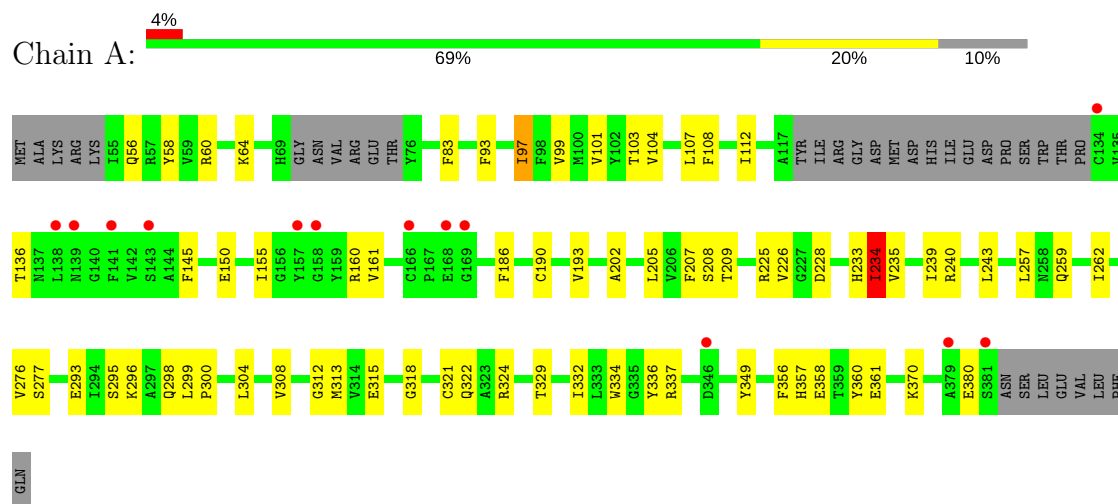 4%
Chain A:
69% 20% 10%
MET ALA LYS ARG LYS I55 Q56 R57 Y58 V59 R60 K64 H69 GLY ASN VAL ARG GLU THR Y76 F83 F93 I97 F98 V99 M100 V101 Y102 T103 V104 L107 F108 I112 A117 TYR ILE ARG GLY ASP MET ASP HIS ILE GLU ASP PRO SER TRP THR PRO C134 V135
T136 N137 L138 N139 G140 F141 V142 S143 A144 F145 E150 I155 G156 Y157 G158 Y159 R160 V161 C166 P167 E168 G169 F186 C190 V193 A202 L205 V206 F207 S208 T209 R225 V226 G227 D228 H233 I234 V235 I239 R240 L243 L257 N258 Q259 I262
V276 S277 E293 I294 S295 K296 A297 Q298 L299 P300 L304 V308 G312 M313 V314 E315 G318 C321 Q322 A323 R324 T329 I332 L333 W334 G335 Y336 R337 D346 Y349 F356 H357 E358 T359 Y360 E361 K370 A379 E380 S381 ASN SER LEU GLU VAL LEU PHE
GLN